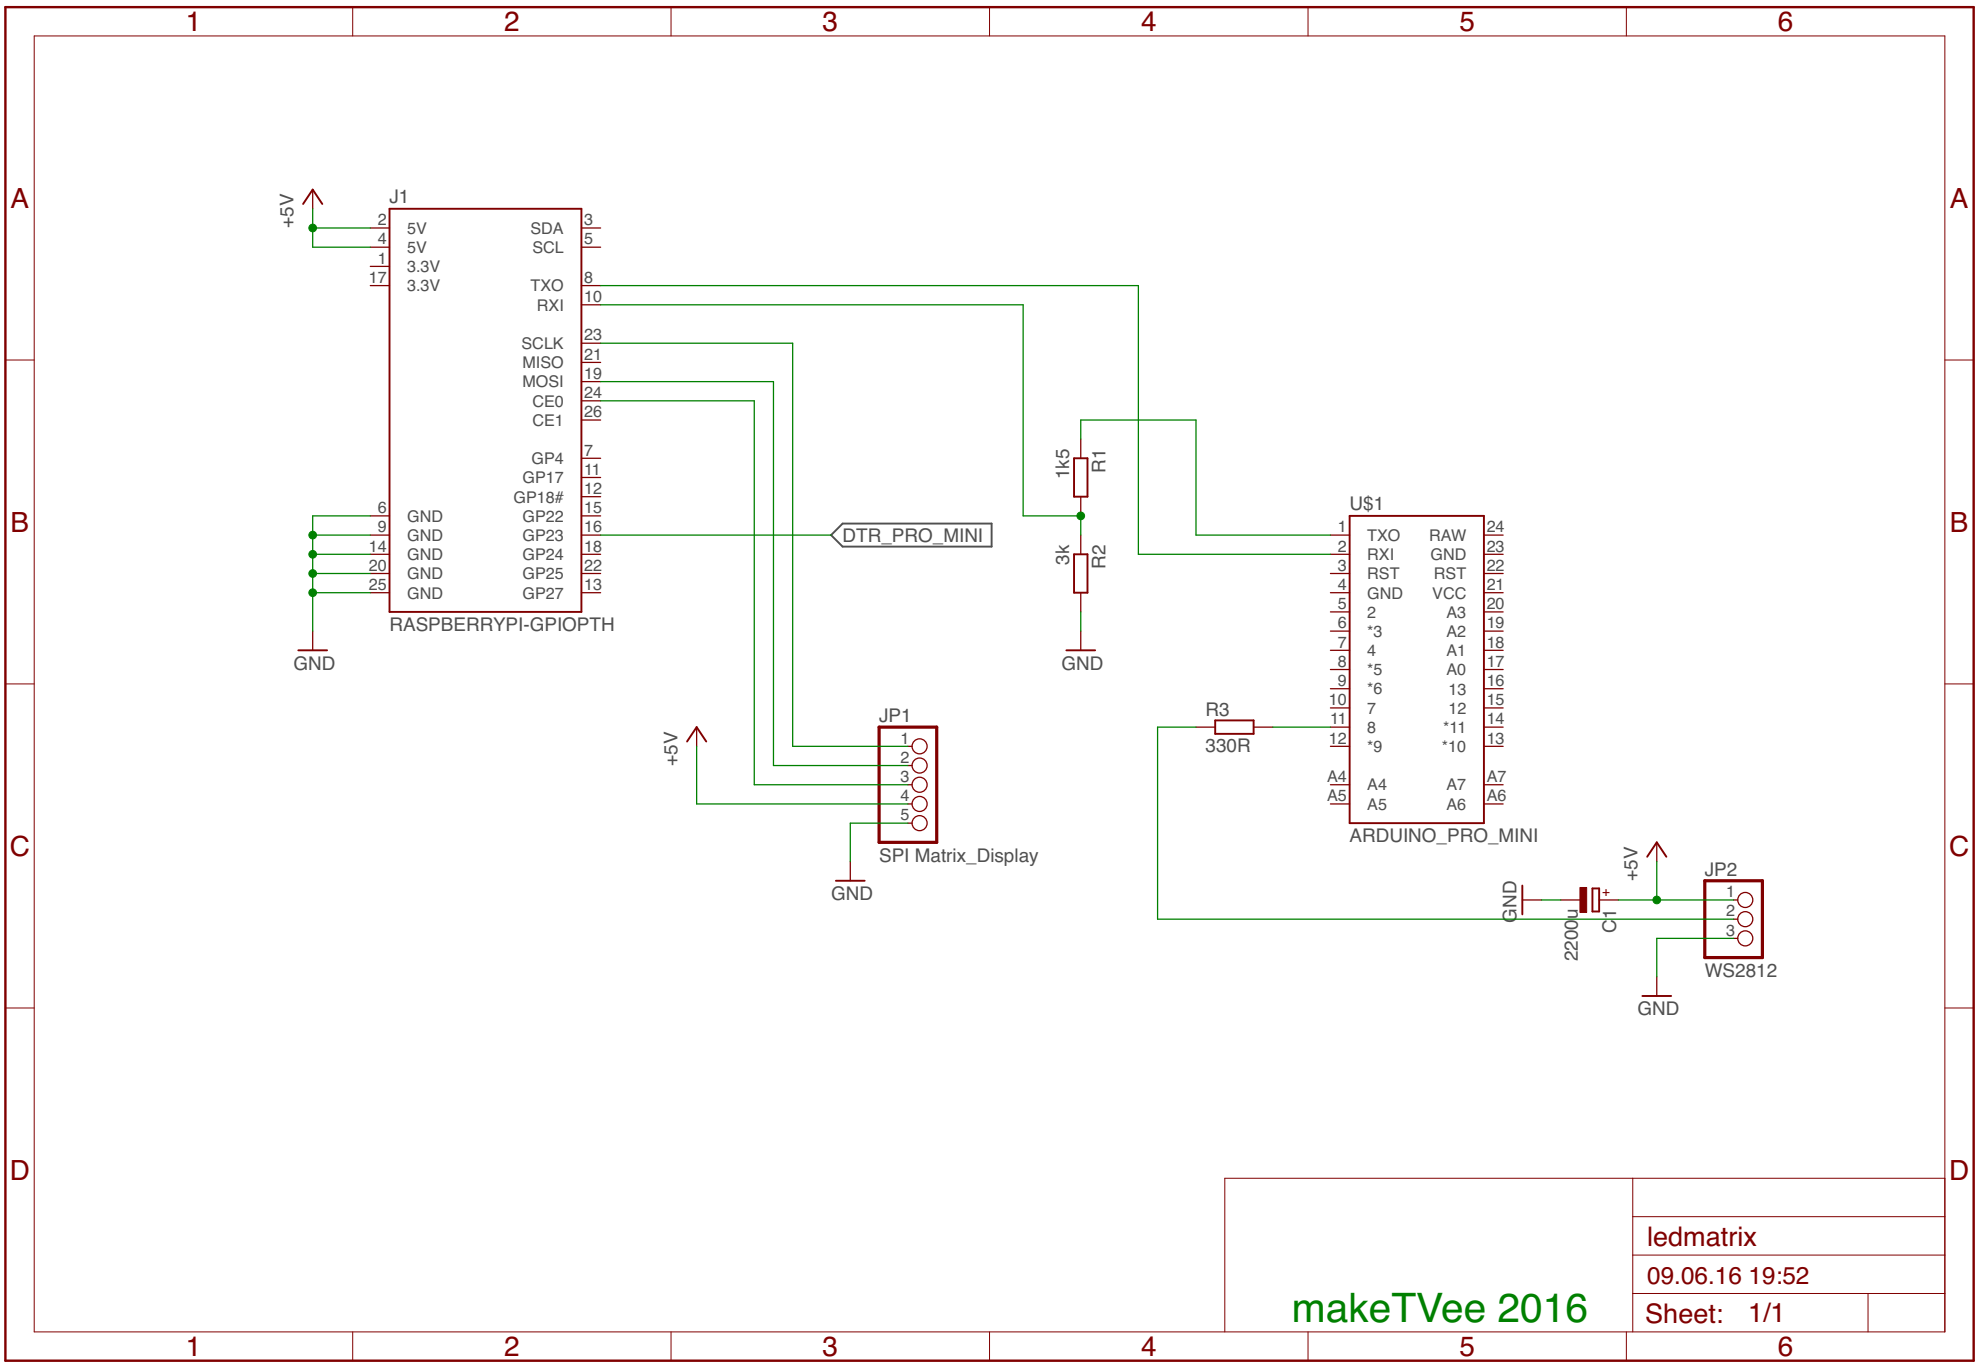 1 2 3 4 5 6
A A
B B
C C
D D
+5V
J1
2 5V SDA 3
4 5V SCL 5
1 3.3V
17 3.3V TXO 8
RXI 10
SCLK 23
MISO 21
MOSI 19
CE0 24
CE1 26
GP4 7
GP17 11
GP18# 12
6 GND GP22 15
9 GND GP23 16
14 GND GP24 18
20 GND GP25 22
25 GND GP27 13
RASPBERRYPI-GPIOPTH
GND
DTR_PRO_MINI
1k5 R1
3k R2
GND
U$1
1 TXO RAW 24
2 RXI GND 23
3 RST RST 22
4 GND VCC 21
5 2 A3 20
6 *3 A2 19
7 4 A1 18
8 *5 A0 17
9 *6 13 16
10 7 12 15
11 8 *11 14
12 *9 *10 13
A4 A4 A7 A7
A5 A5 A6 A6
ARDUINO_PRO_MINI
R3
330R
+5V
JP1
1
2
3
4
5
SPI Matrix_Display
GND
GND
2200u
+
C1
+5V
JP2
1
2
3
WS2812
GND
ledmatrix
09.06.16 19:52
makeTVee 2016
Sheet: 1/1
1 2 3 4 5 6